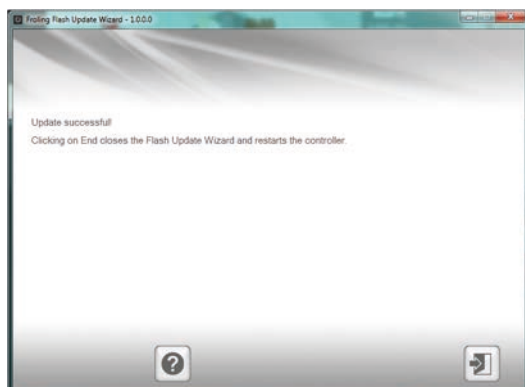 Froling Flash Update Wizard - 1.0.0.0
Update successful!
Clicking on End closes the Flash Update Wizard and restarts the controller.
?